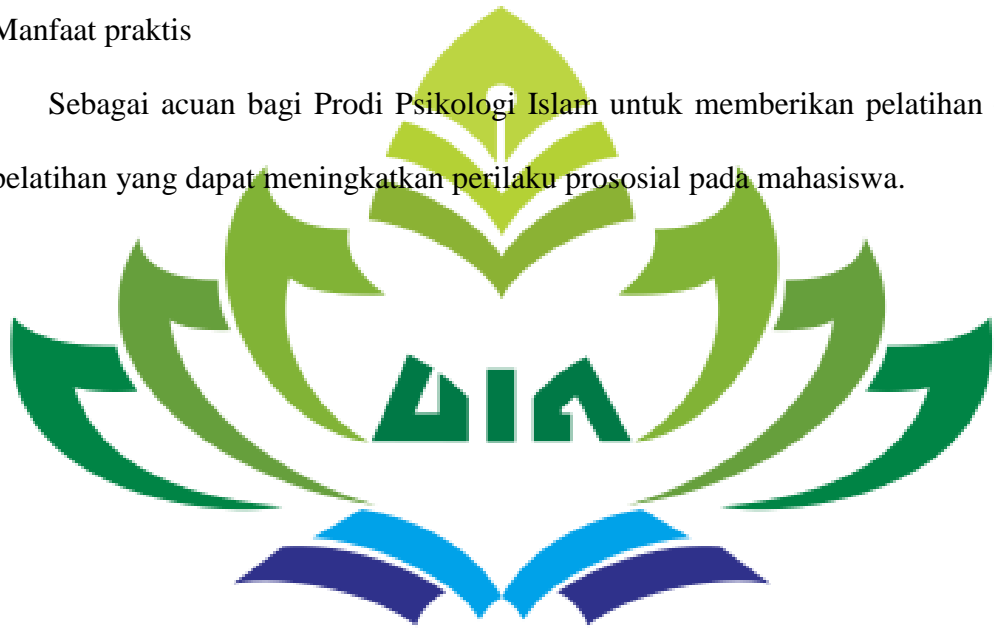 Manfaat praktis
Sebagai acuan bagi Prodi Psikologi Islam untuk memberikan pelatihan
pelatihan yang dapat meningkatkan perilaku prososial pada mahasiswa.
UIN